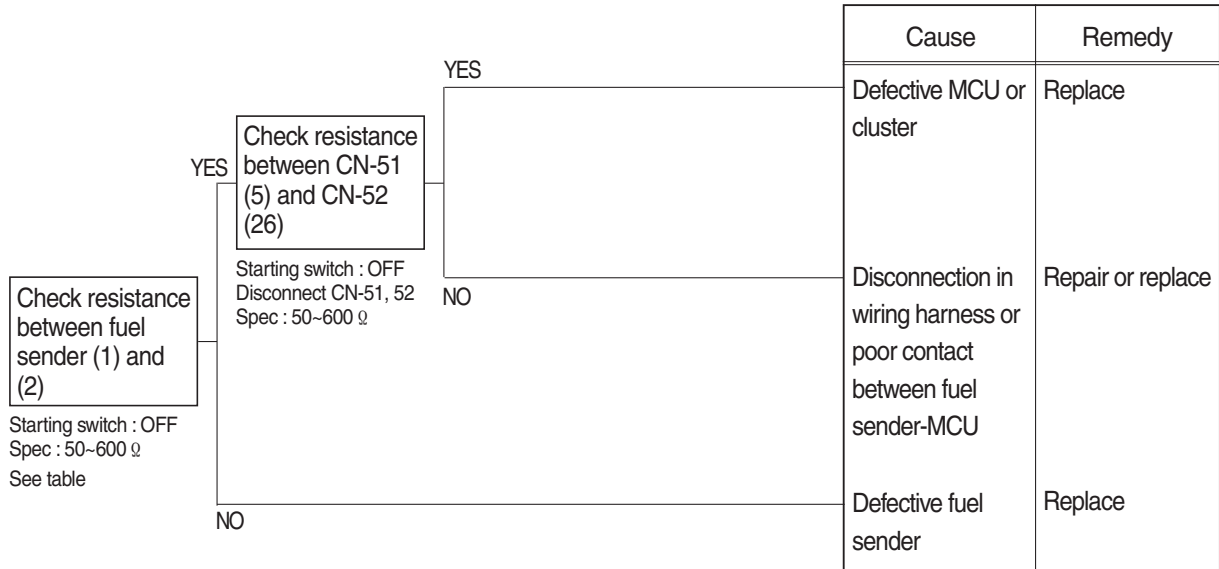 Cause
Remedy
YES
Defective MCU or
cluster
Replace
Check resistance
between CN-51
(5) and CN-52
(26)
YES
Starting switch : OFF
Disconnect CN-51, 52
Spec : 50~600 Ω
NO
Disconnection in
wiring harness or
poor contact
between fuel
sender-MCU
Repair or replace
Check resistance
between fuel
sender (1) and
(2)
Starting switch : OFF
Spec : 50~600 Ω
See table
NO
Defective fuel
sender
Replace